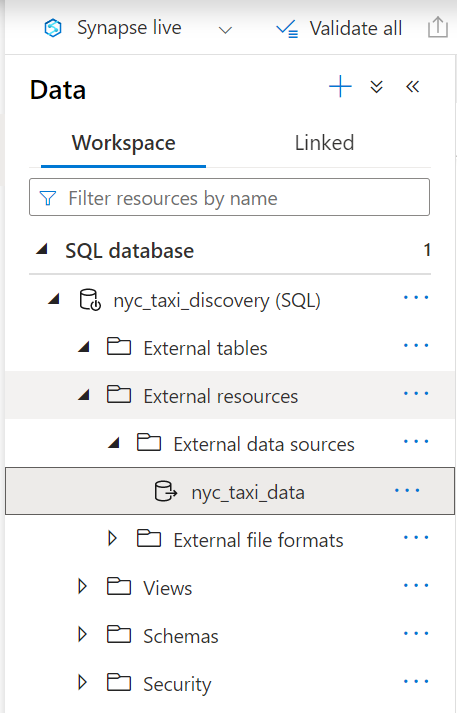 Synapse live
Validate all
Data
Workspace
Linked
Filter resources by name
SQL database 1
nyc_taxi_discovery (SQL)
External tables
External resources
External data sources
nyc_taxi_data
External file formats
Views
Schemas
Security